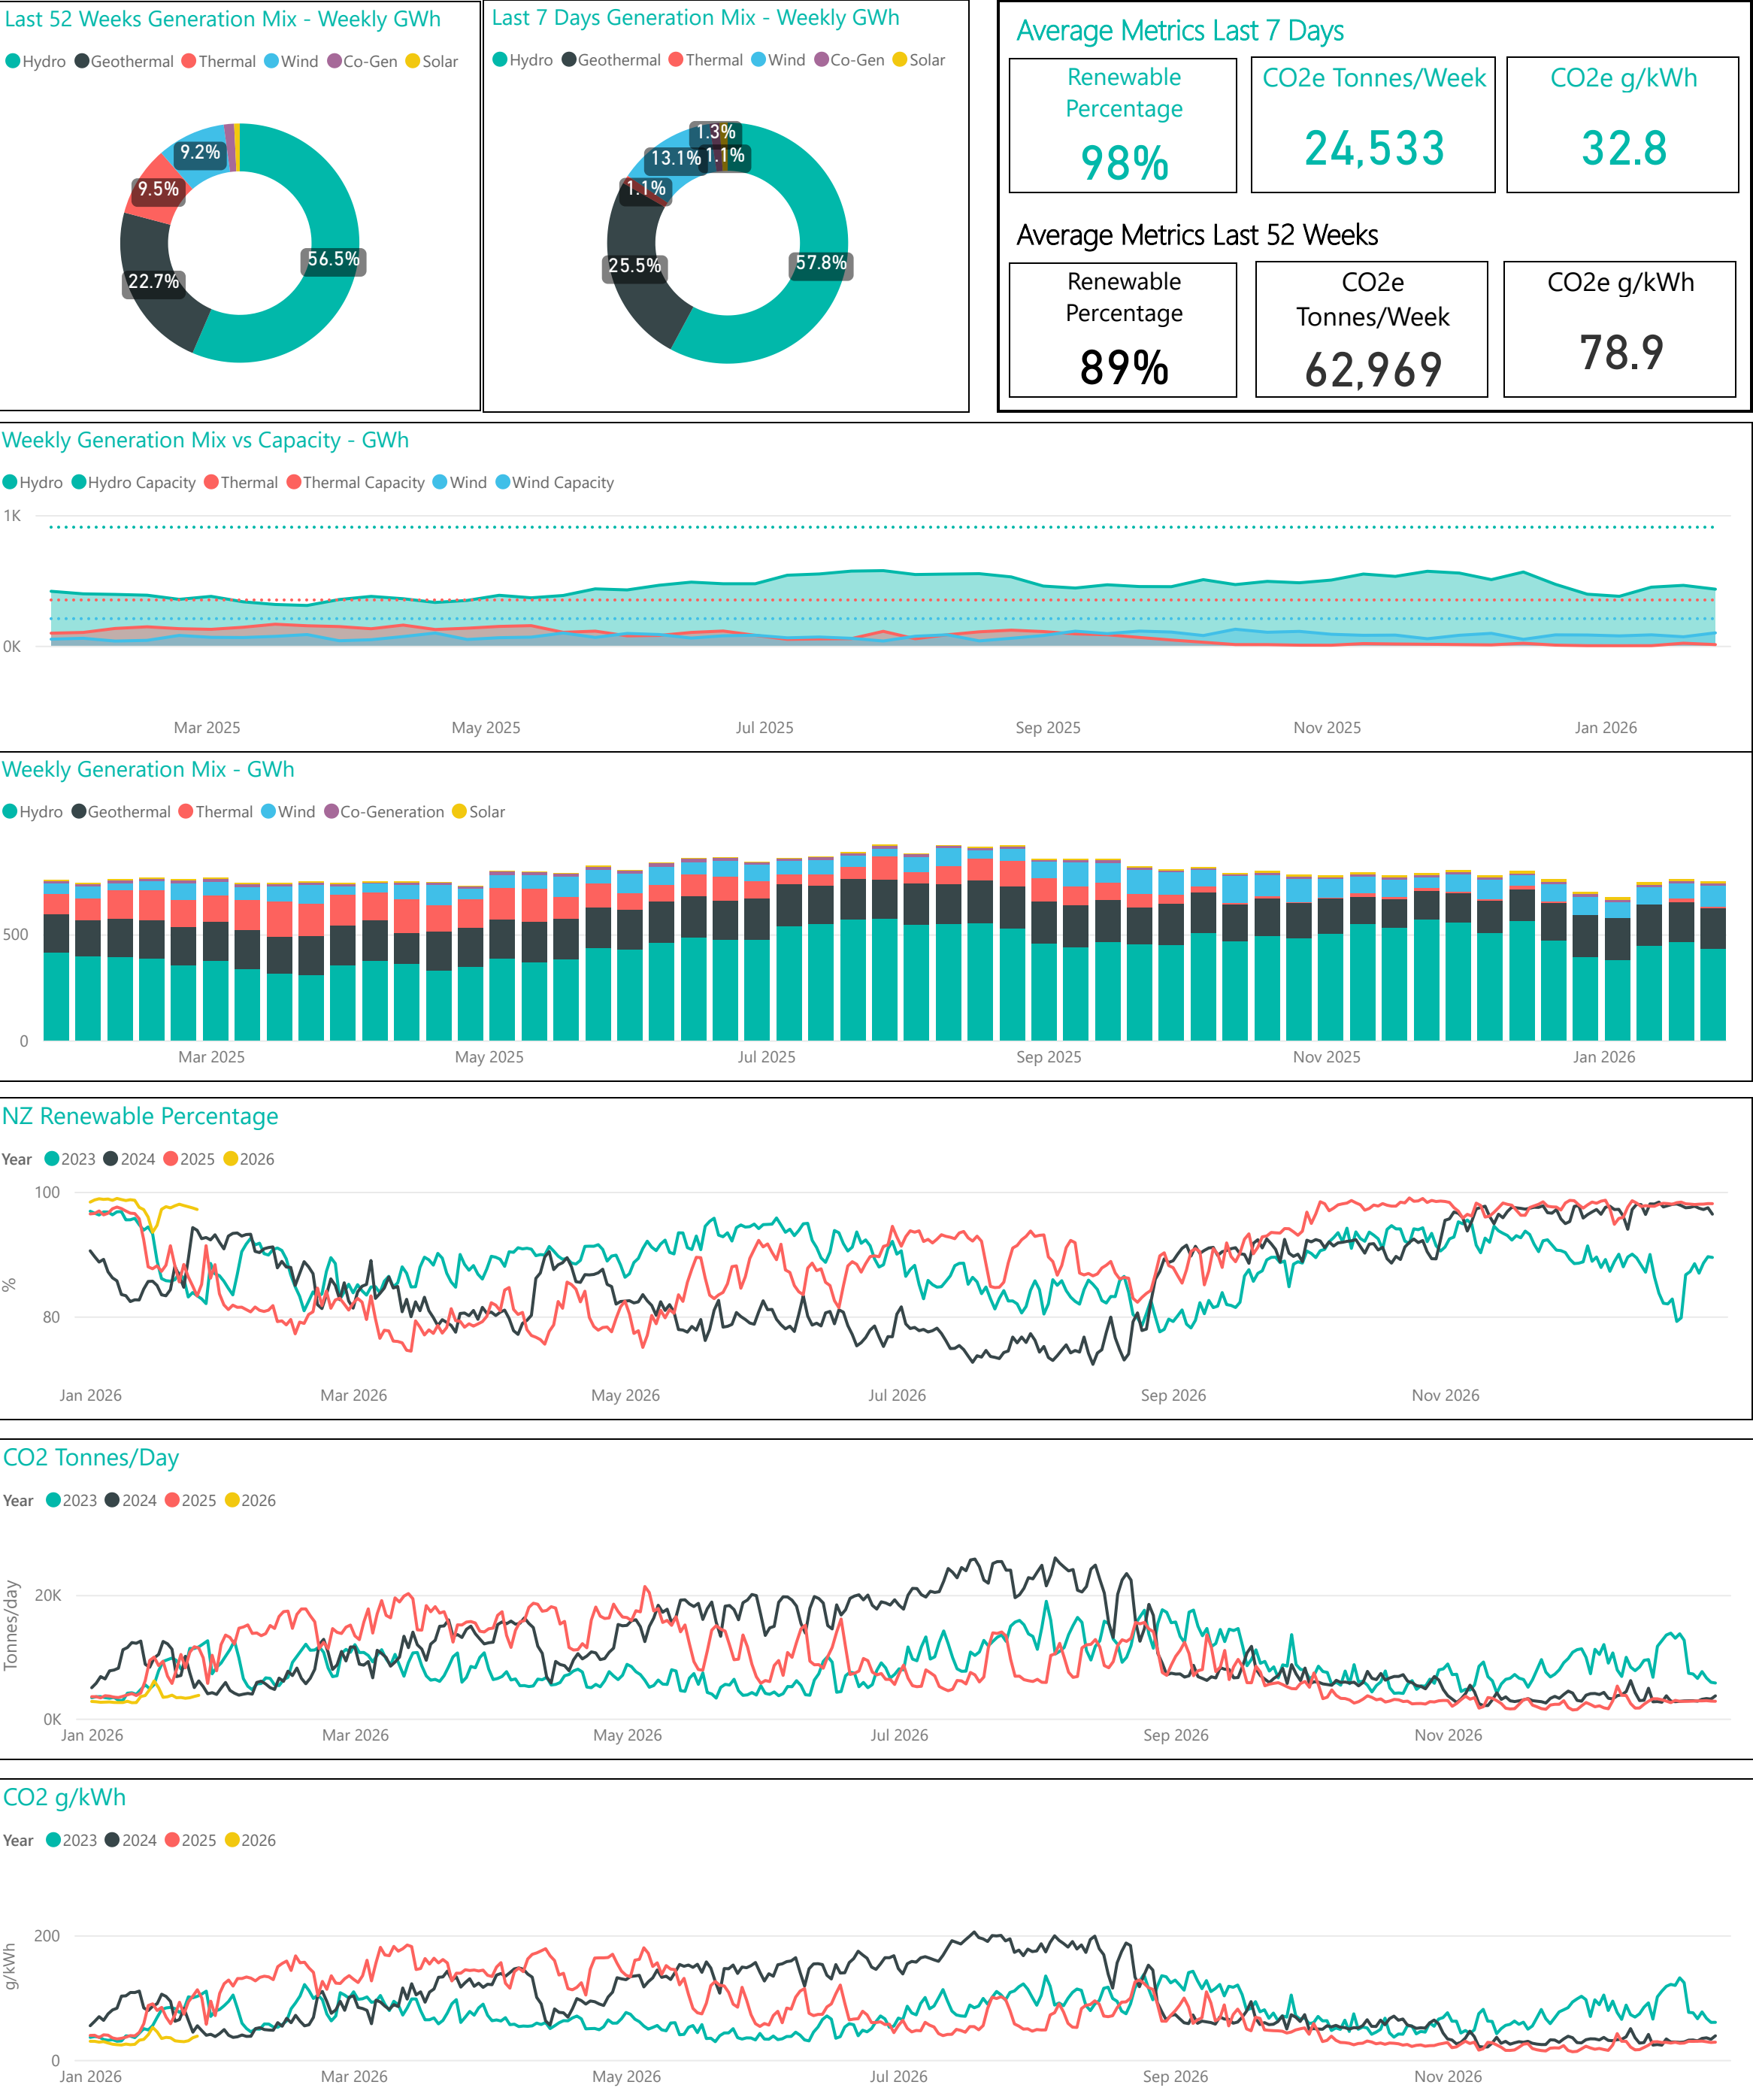 Last 52 Weeks Generation Mix - Weekly GWh
Hydro Geothermal Thermal Wind Co-Gen Solar
9.2%
9.5%
56.5%
22.7%
Last 7 Days Generation Mix - Weekly GWh
Hydro Geothermal Thermal Wind Co-Gen Solar
1.3%
13.1% 1.1%
1.1%
57.8%
25.5%
Average Metrics Last 7 Days
Renewable
Percentage
98%
CO2e Tonnes/Week
24,533
CO2e g/kWh
32.8
Average Metrics Last 52 Weeks
Renewable
Percentage
89%
CO2e
Tonnes/Week
62,969
CO2e g/kWh
78.9
Weekly Generation Mix vs Capacity - GWh
Hydro Hydro Capacity Thermal Thermal Capacity Wind Wind Capacity
1K
0K
Mar 2025 May 2025 Jul 2025 Sep 2025 Nov 2025 Jan 2026
Weekly Generation Mix - GWh
Hydro Geothermal Thermal Wind Co-Generation Solar
500
0
Mar 2025 May 2025 Jul 2025 Sep 2025 Nov 2025 Jan 2026
NZ Renewable Percentage
Year 2023 2024 2025 2026
100
%
80
Jan 2026 Mar 2026 May 2026 Jul 2026 Sep 2026 Nov 2026
CO2 Tonnes/Day
Year 2023 2024 2025 2026
20K
Tonnes/day
0K
Jan 2026 Mar 2026 May 2026 Jul 2026 Sep 2026 Nov 2026
CO2 g/kWh
Year 2023 2024 2025 2026
200
g/kWh
0
Jan 2026 Mar 2026 May 2026 Jul 2026 Sep 2026 Nov 2026